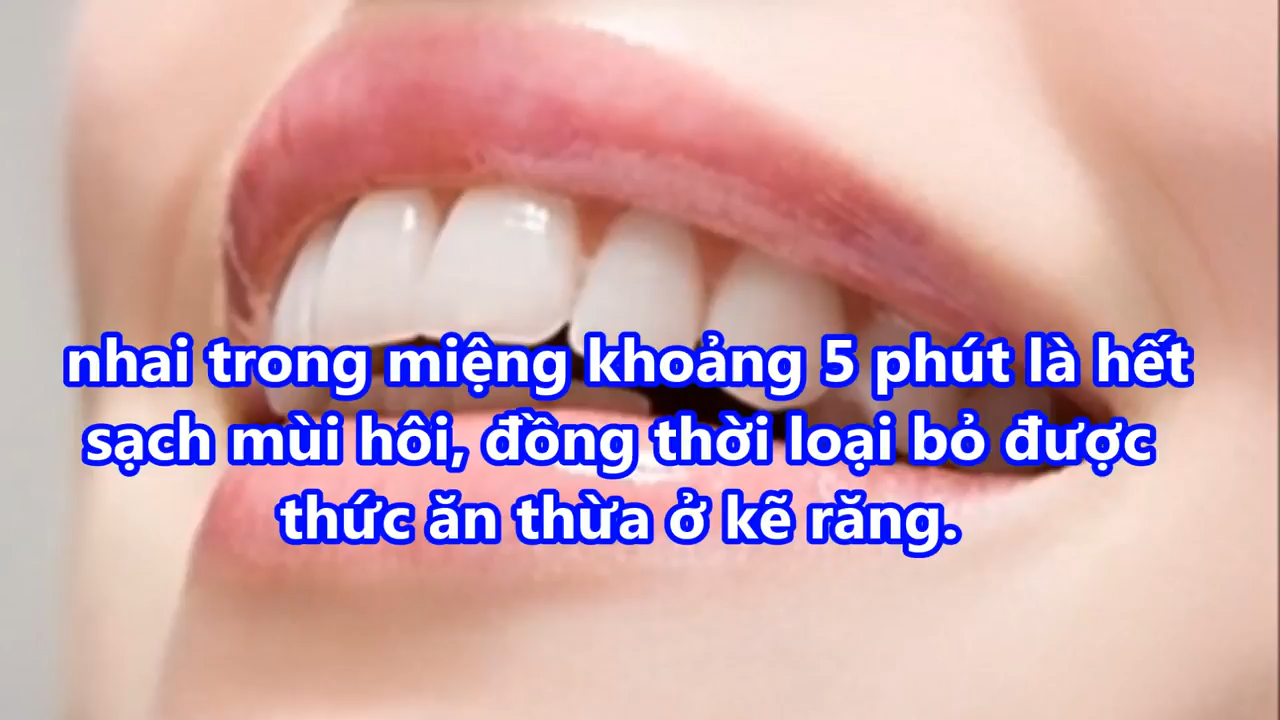 nhai trong miệng khoảng 5 phút là hết
sạch mùi hôi, đồng thời loại bỏ được
thức ăn thừa ở kẽ răng.